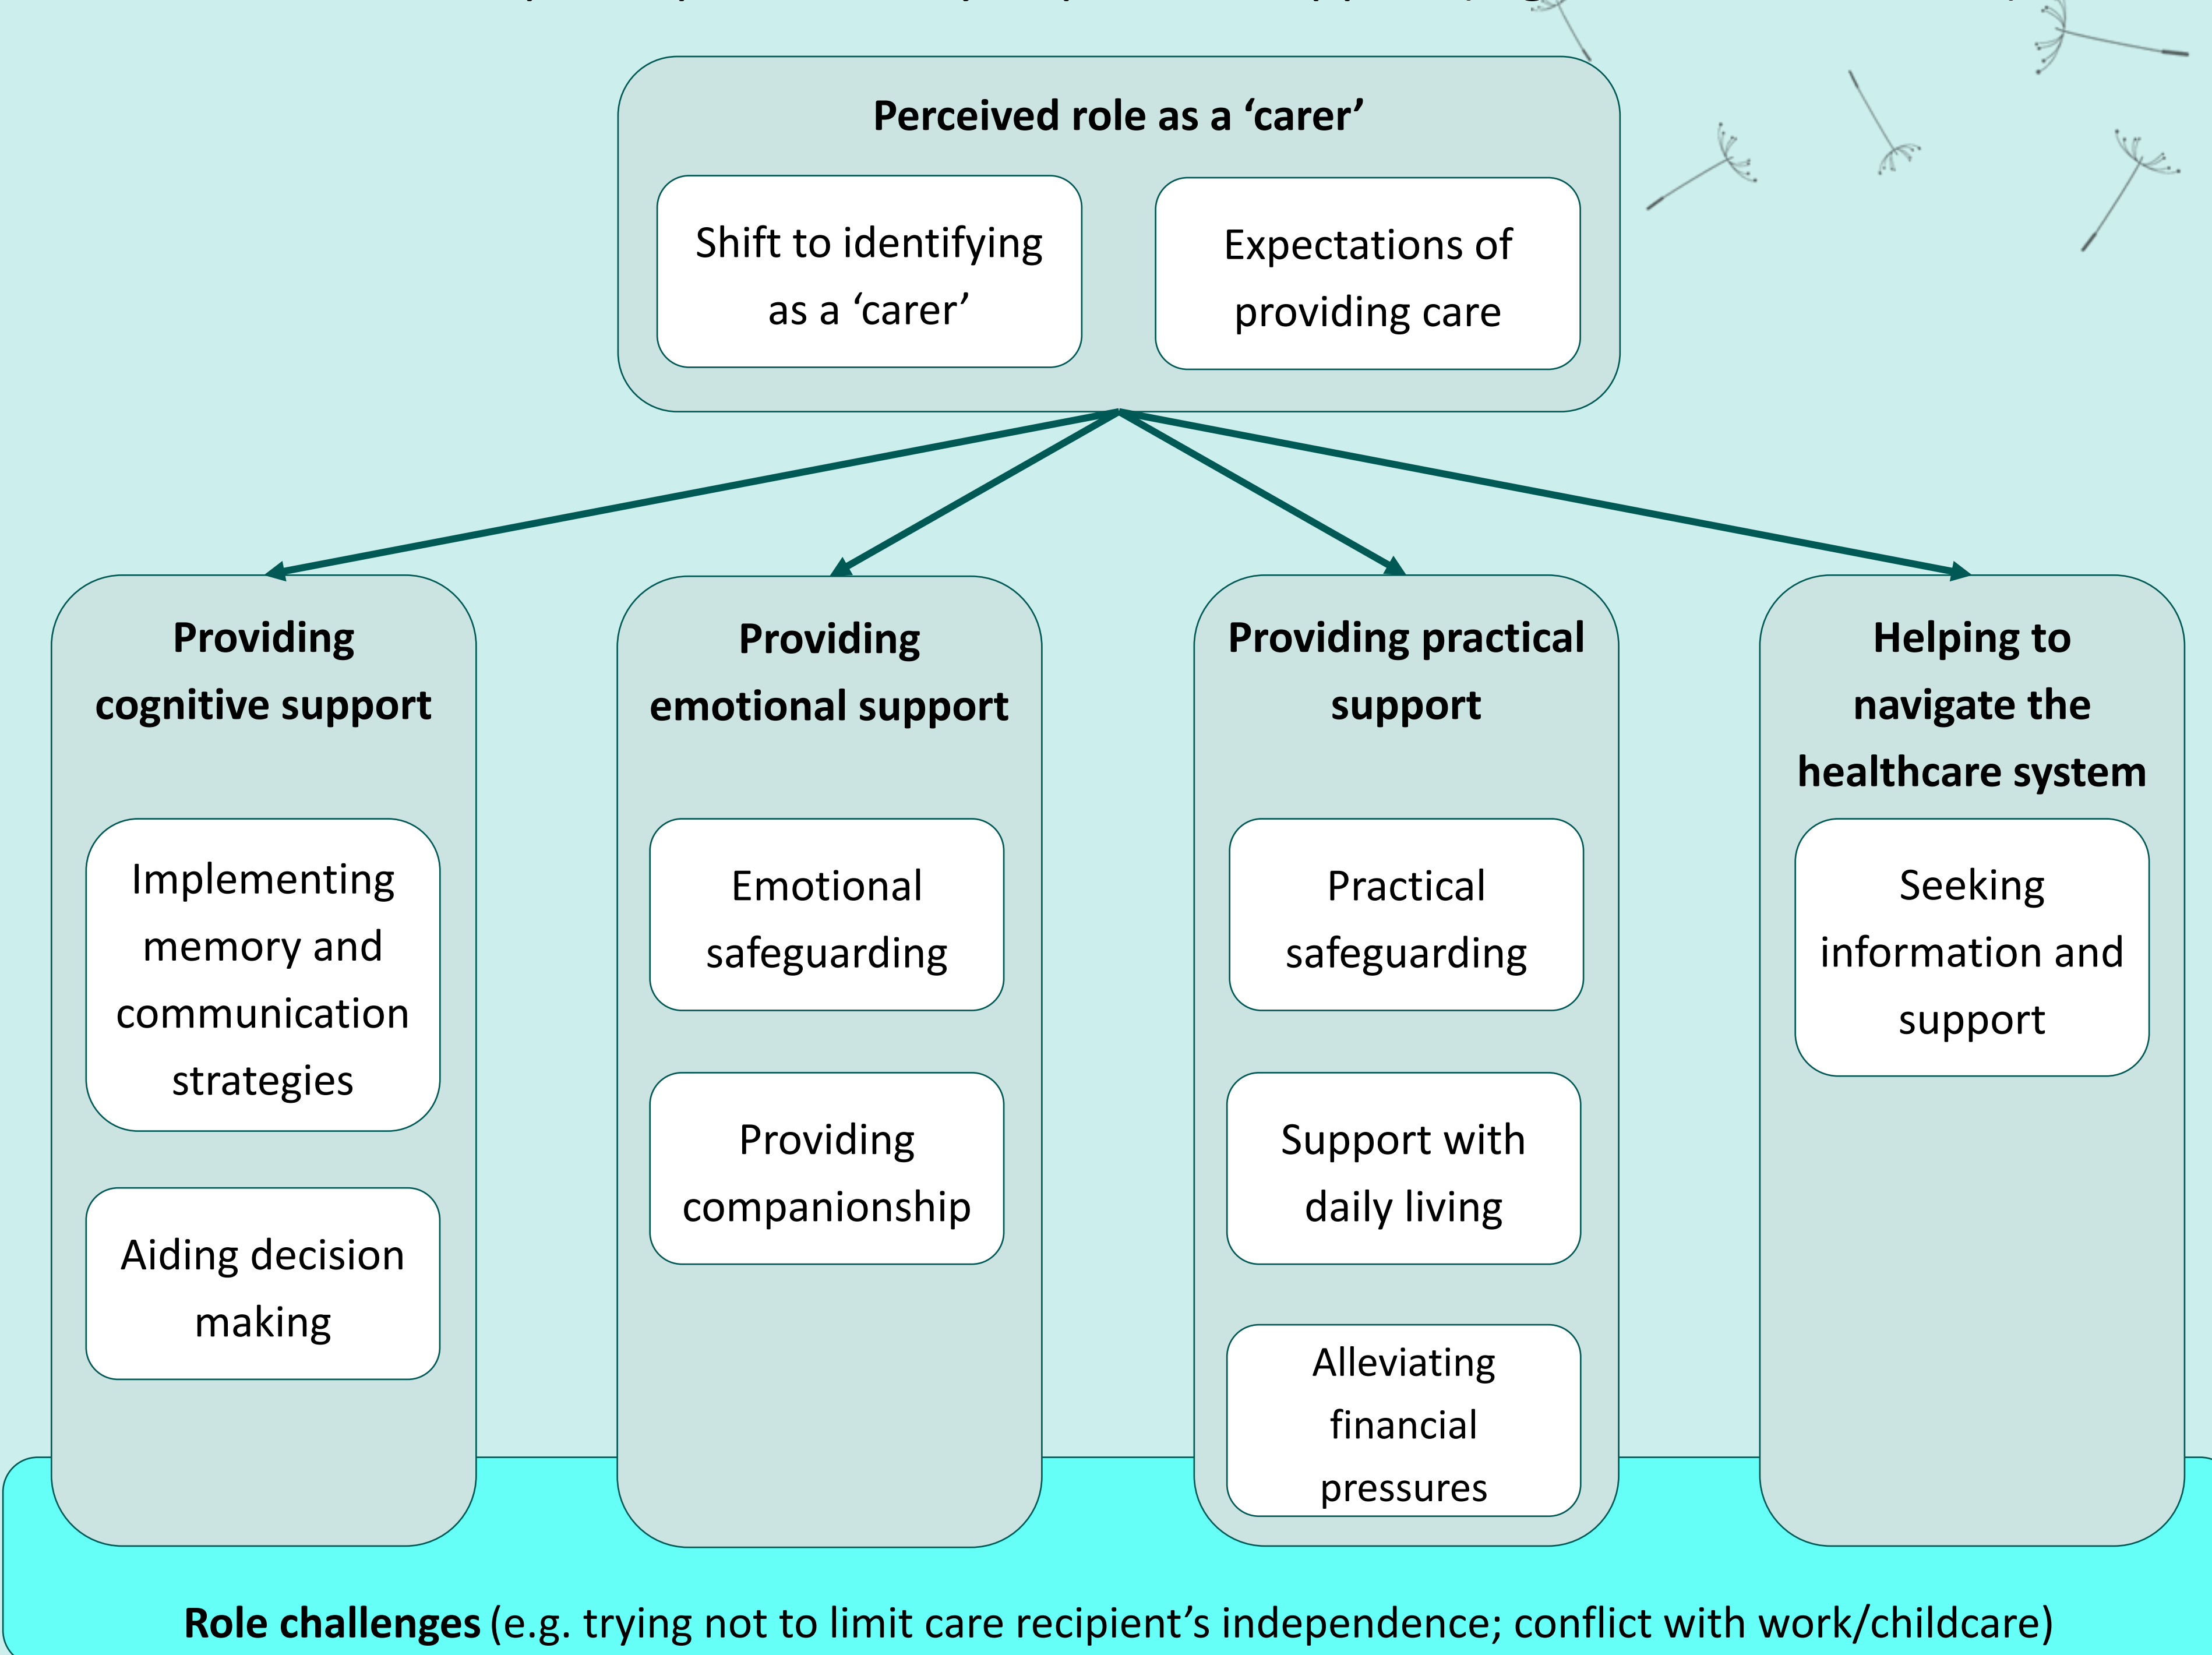 Perceived role as a ‘carer’
Shift to identifying
as a ‘carer’
Expectations of
providing care
Providing
cognitive support
Implementing
memory and
communication
strategies
Aiding decision
making
Providing
emotional support
Emotional
safeguarding
Providing
companionship
Providing practical
support
Practical
safeguarding
Support with
daily living
Alleviating
financial
pressures
Helping to
navigate the
healthcare system
Seeking
information and
support
Role challenges (e.g. trying not to limit care recipient’s independence; conflict with work/childcare)